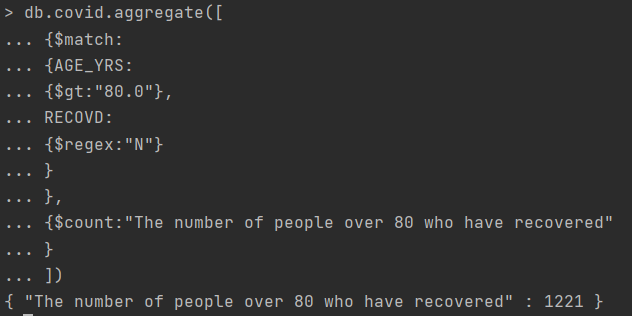 > db.covid.aggregate([
... {$match:
... {AGE_YRS:
... {$gt:"80.0"},
... RECOVD:
... {$regex:"N"}
... }
... },
... {$count:"The number of people over 80 who have recovered"
... }
... ])
{ "The number of people over 80 who have recovered" : 1221 }